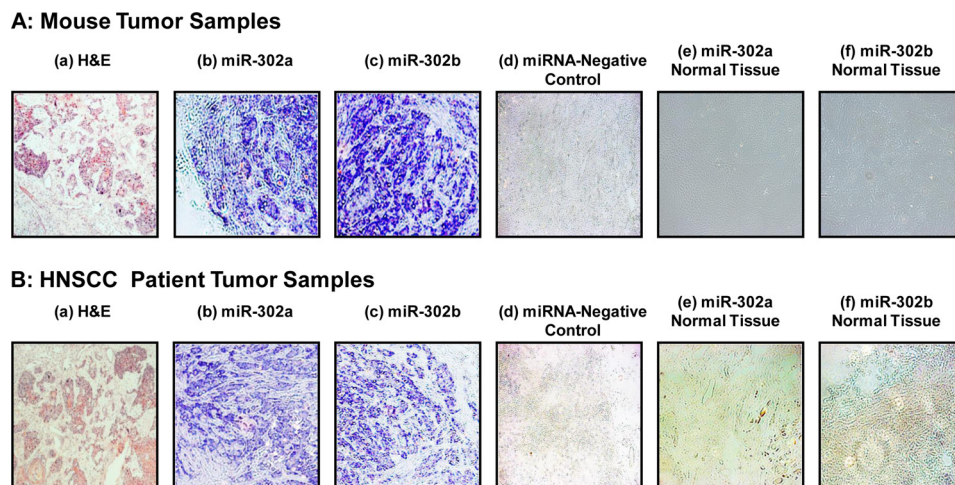 A: Mouse Tumor Samples
(a) H&E
(b) miR-302a
(c) miR-302b
(d) miRNA-Negative
Control
(e) miR-302a
Normal Tissue
(f) miR-302b
Normal Tissue
B: HNSCC Patient Tumor Samples
(a) H&E
(b) miR-302a
(c) miR-302b
(d) miRNA-Negative
Control
(e) miR-302a
Normal Tissue
(f) miR-302b
Normal Tissue